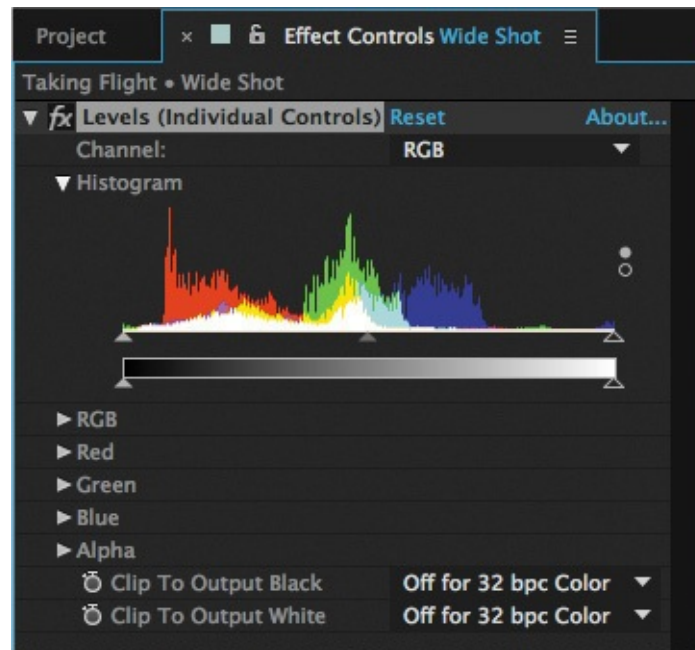 Project × Effect Controls Wide Shot
Taking Flight • Wide Shot
fx Levels (Individual Controls) Reset About...
Channel: RGB
Histogram
RGB
Red
Green
Blue
Alpha
Clip To Output Black Off for 32 bpc Color
Clip To Output White Off for 32 bpc Color